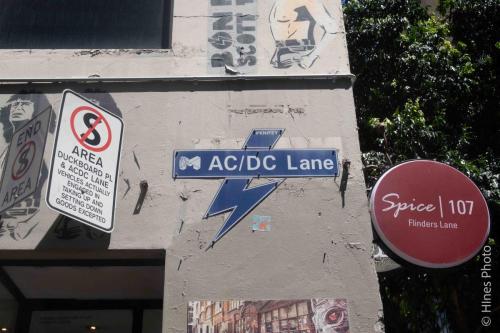 BON
SCOTT
END
AREA
S
AREA
DUCKBOARD PL
& ACDC LANE
VEHICLES ACTUALLY
ENGAGED IN
TAKING UP AND
SETTING DOWN
GOODS EXCEPTED
AC/DC Lane
Spice | 107
Flinders Lane
© HInes Photo